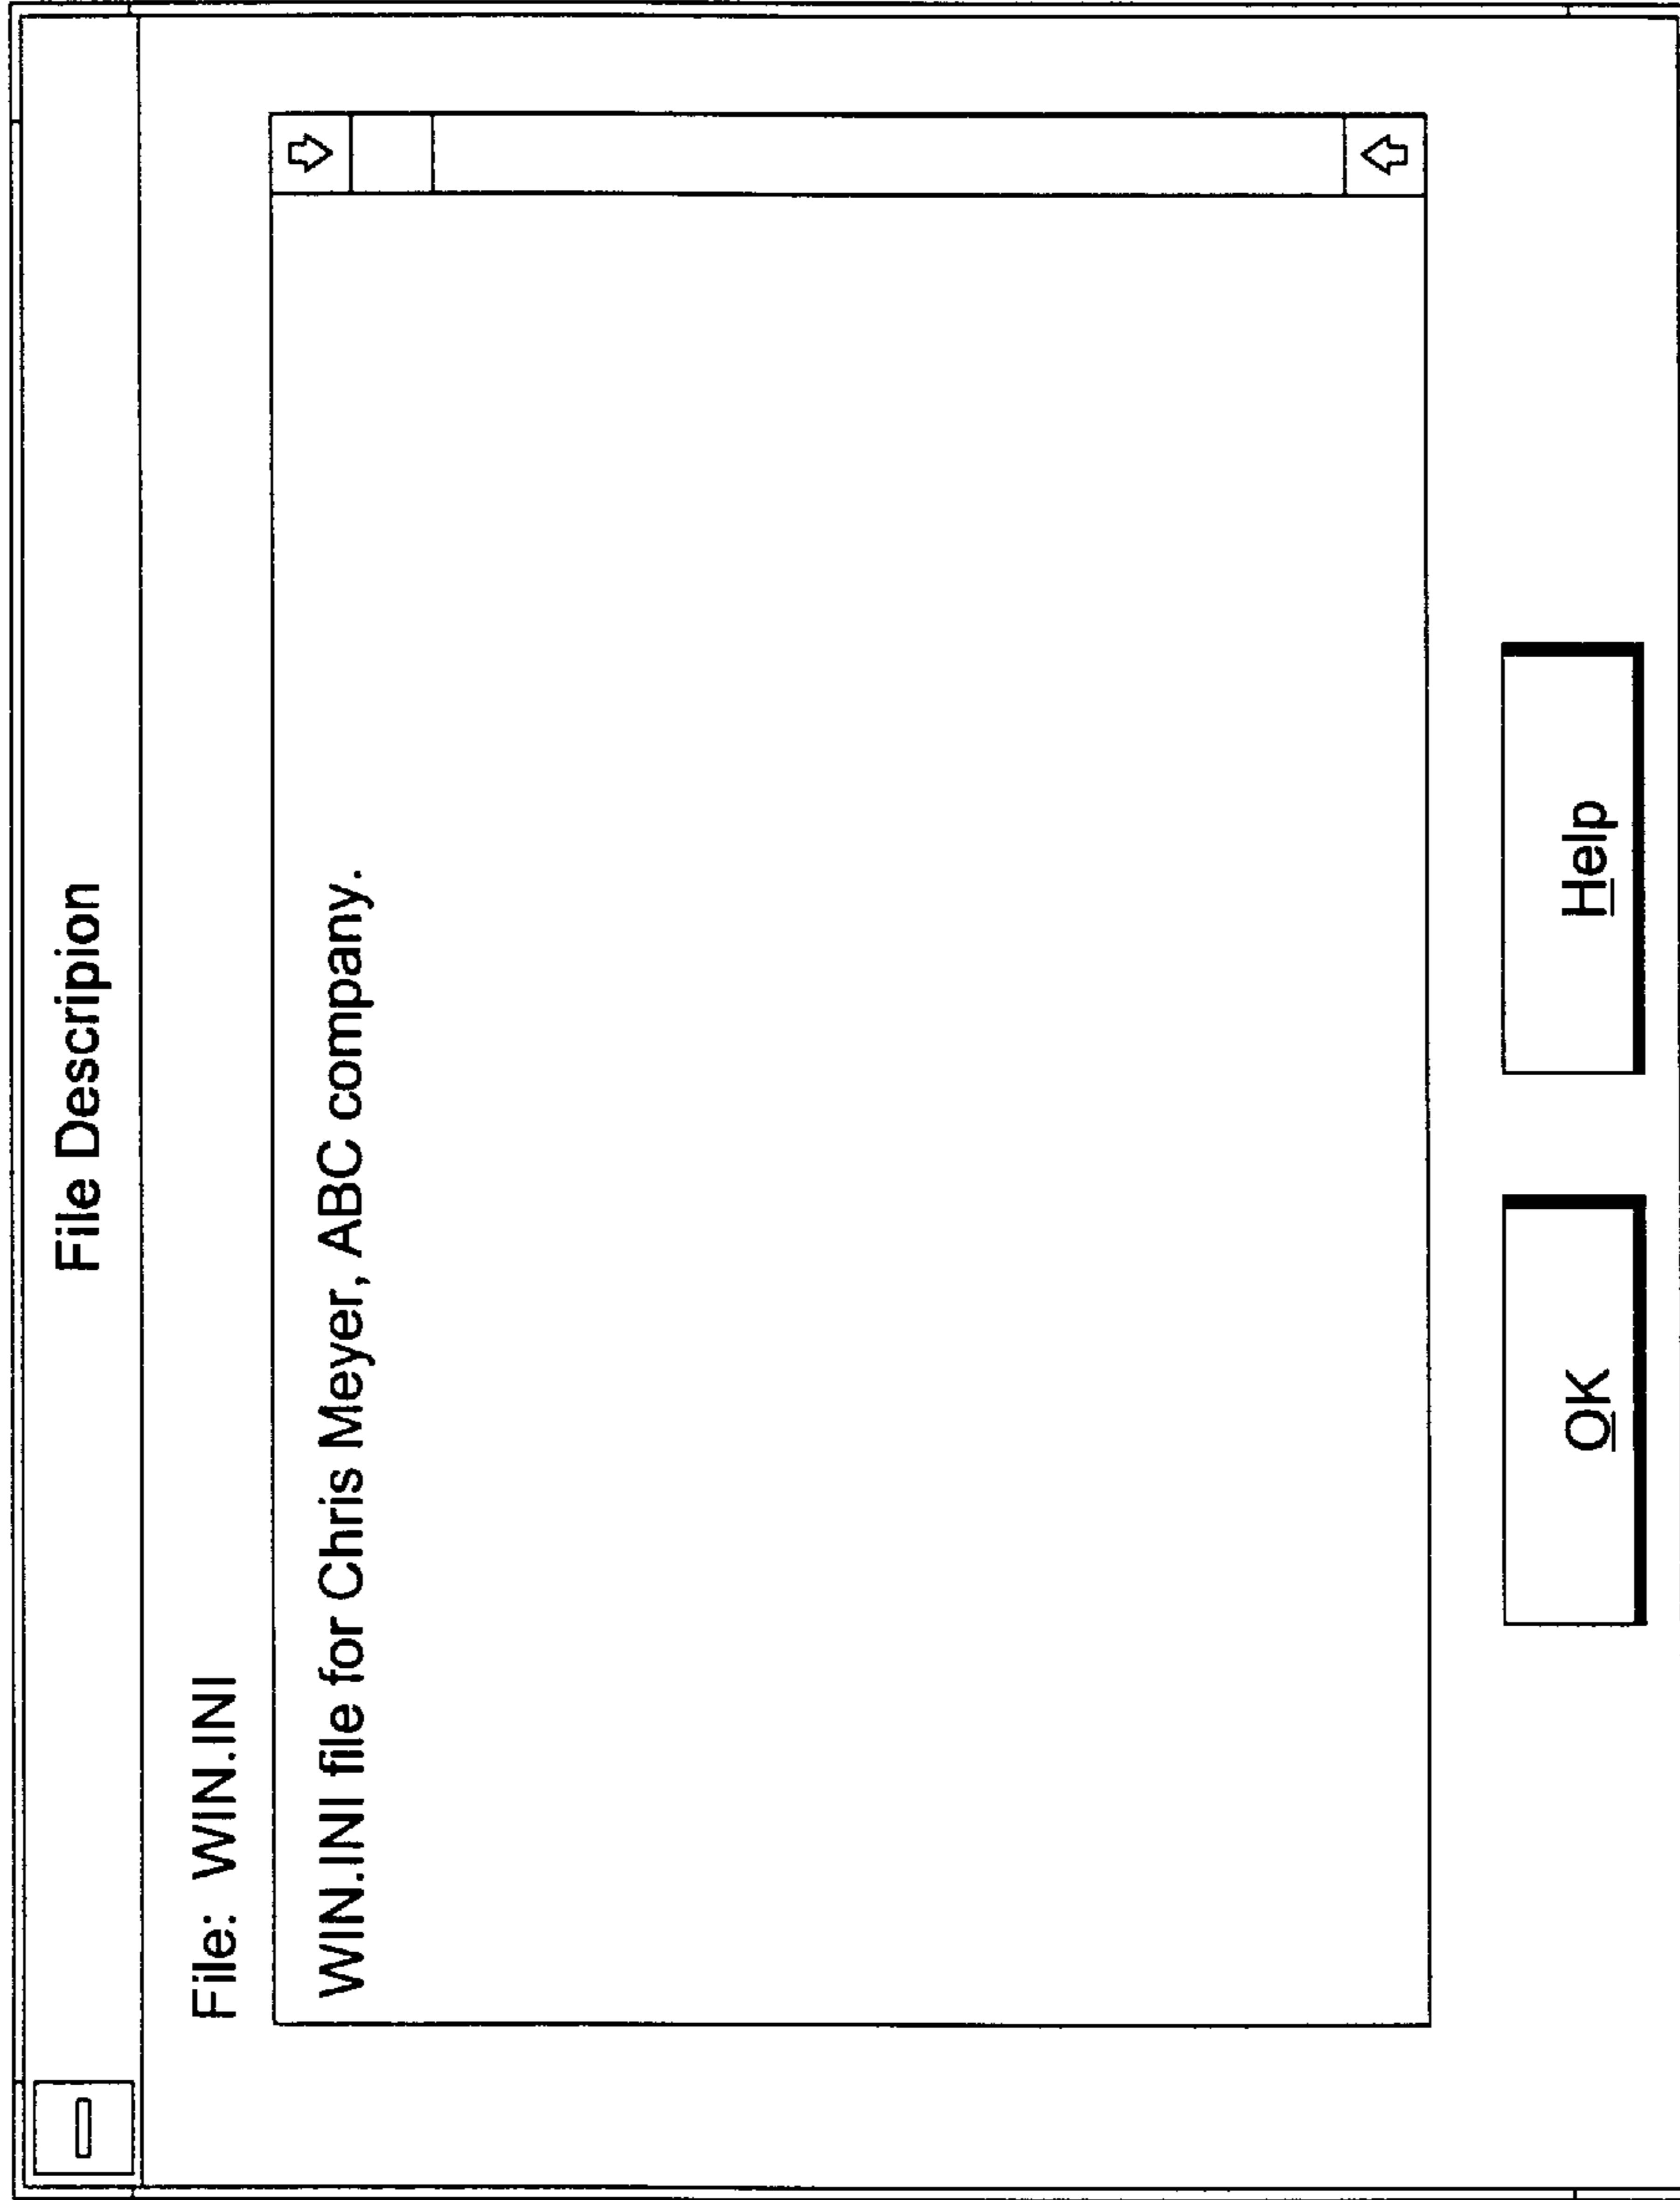 File Descripion
File: WIN.INI
WIN.INI file for Chris Meyer, ABC company.
OK
Help